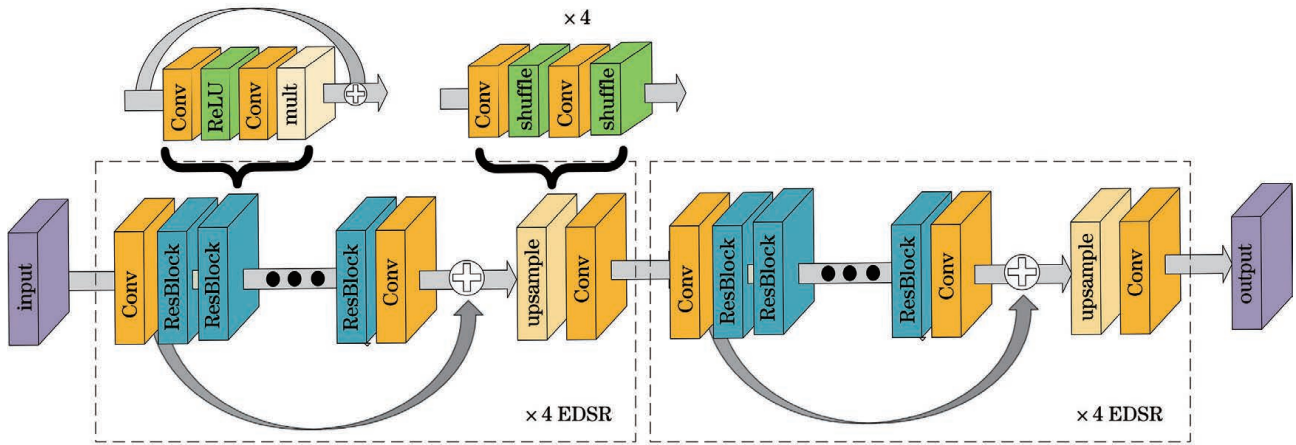 × 4
Conv ReLU Conv mult
Conv shuffle Conv shuffle
input
Conv ResBlock ResBlock ResBlock Conv upsample Conv
× 4 EDSR
Conv ResBlock ResBlock ResBlock Conv upsample Conv
× 4 EDSR
output